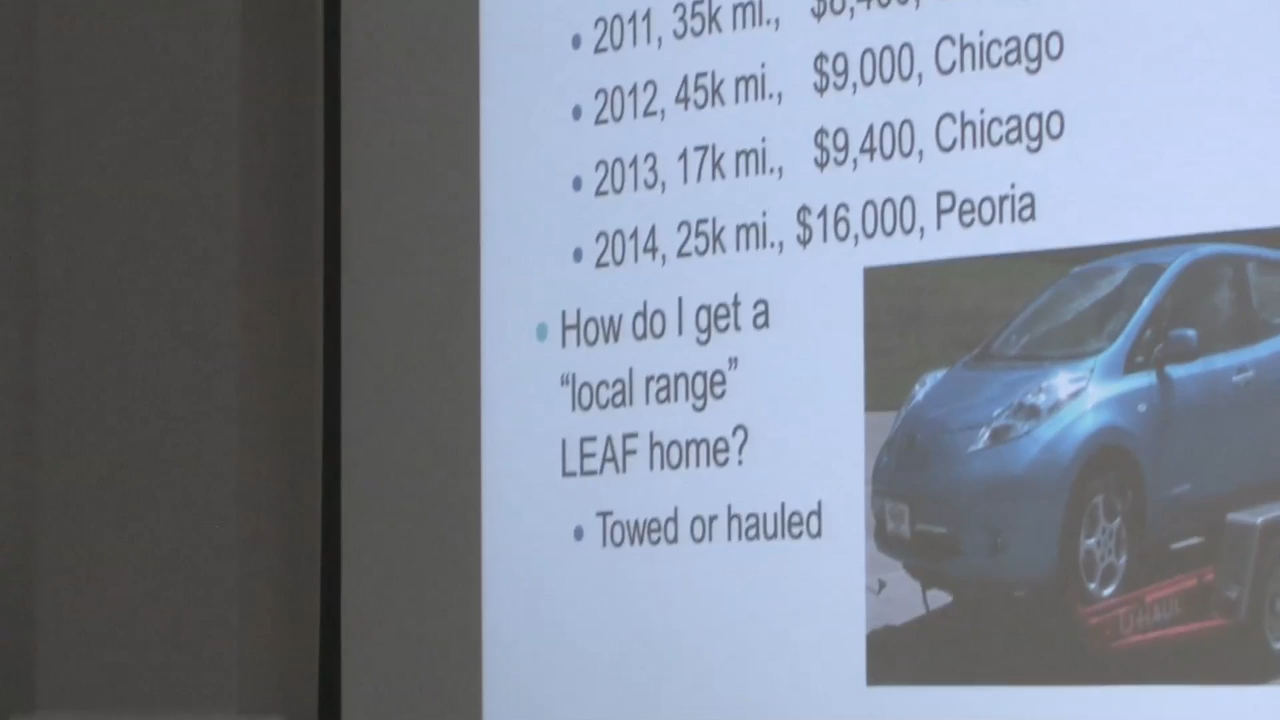 • 2011, 35k mi.,
• 2012, 45k mi., $9,000, Chicago
• 2013, 17k mi., $9,400, Chicago
• 2014, 25k mi., $16,000, Peoria
• How do I get a
“local range”
LEAF home?
• Towed or hauled
U-HAUL